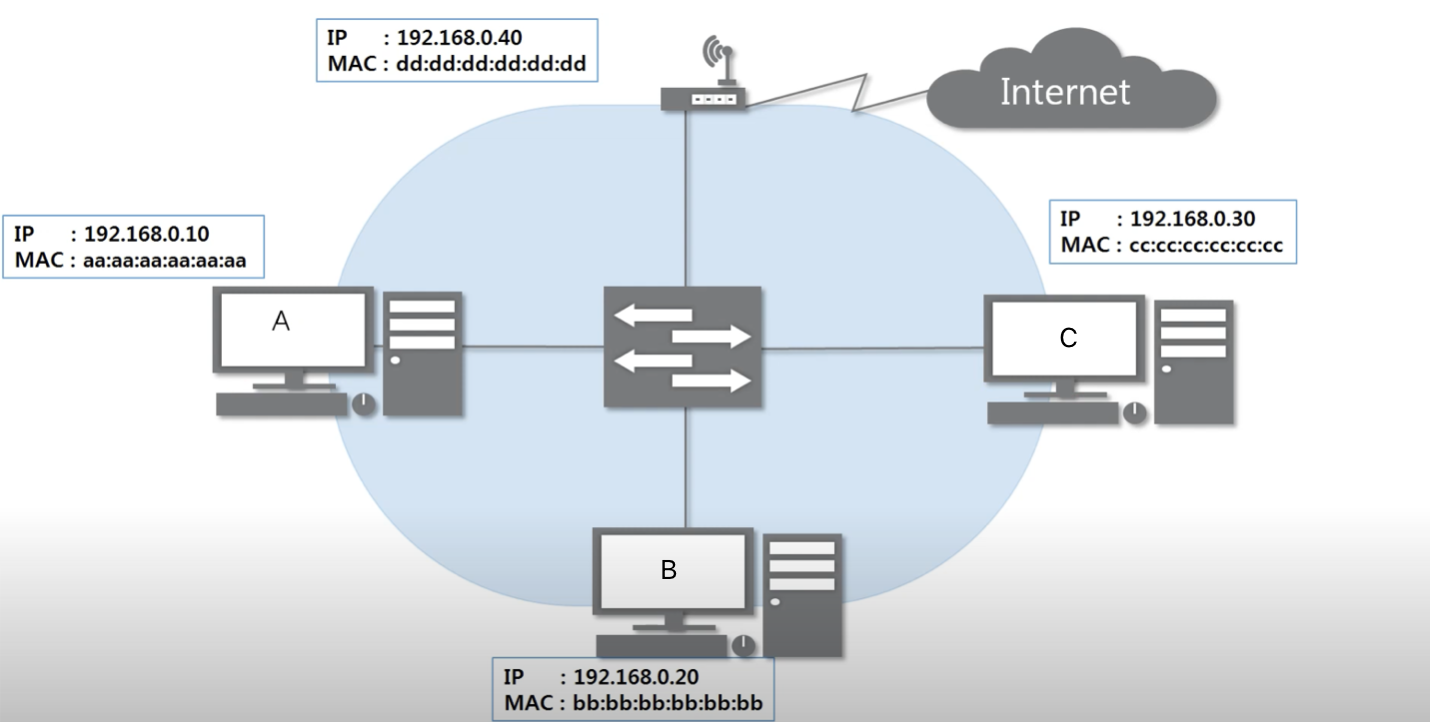 IP : 192.168.0.40
MAC : dd:dd:dd:dd:dd:dd
Internet
IP : 192.168.0.10
MAC : aa:aa:aa:aa:aa:aa
IP : 192.168.0.30
MAC : cc:cc:cc:cc:cc:cc
A
C
B
IP : 192.168.0.20
MAC : bb:bb:bb:bb:bb:bb